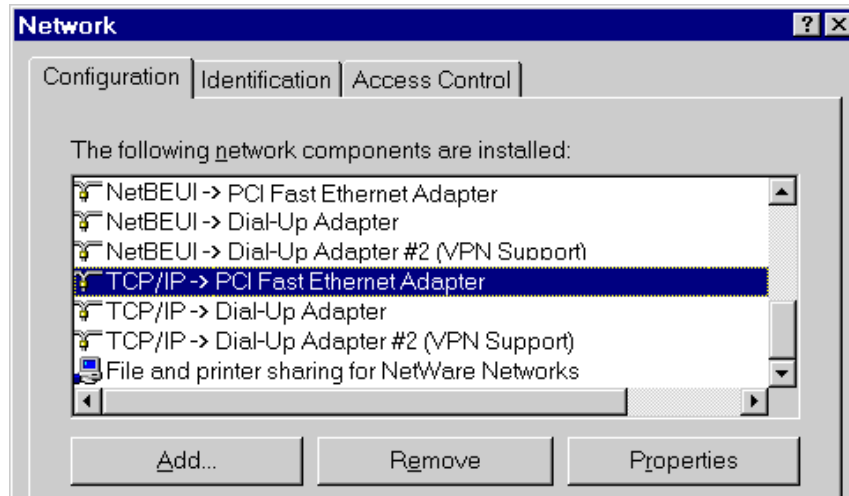 Network
Configuration Identification Access Control
The following network components are installed:
NetBEUI -> PCI Fast Ethernet Adapter
NetBEUI -> Dial-Up Adapter
NetBEUI -> Dial-Up Adapter #2 (VPN Support)
TCP/IP -> PCI Fast Ethernet Adapter
TCP/IP -> Dial-Up Adapter
TCP/IP -> Dial-Up Adapter #2 (VPN Support)
File and printer sharing for NetWare Networks
Add... Remove Properties